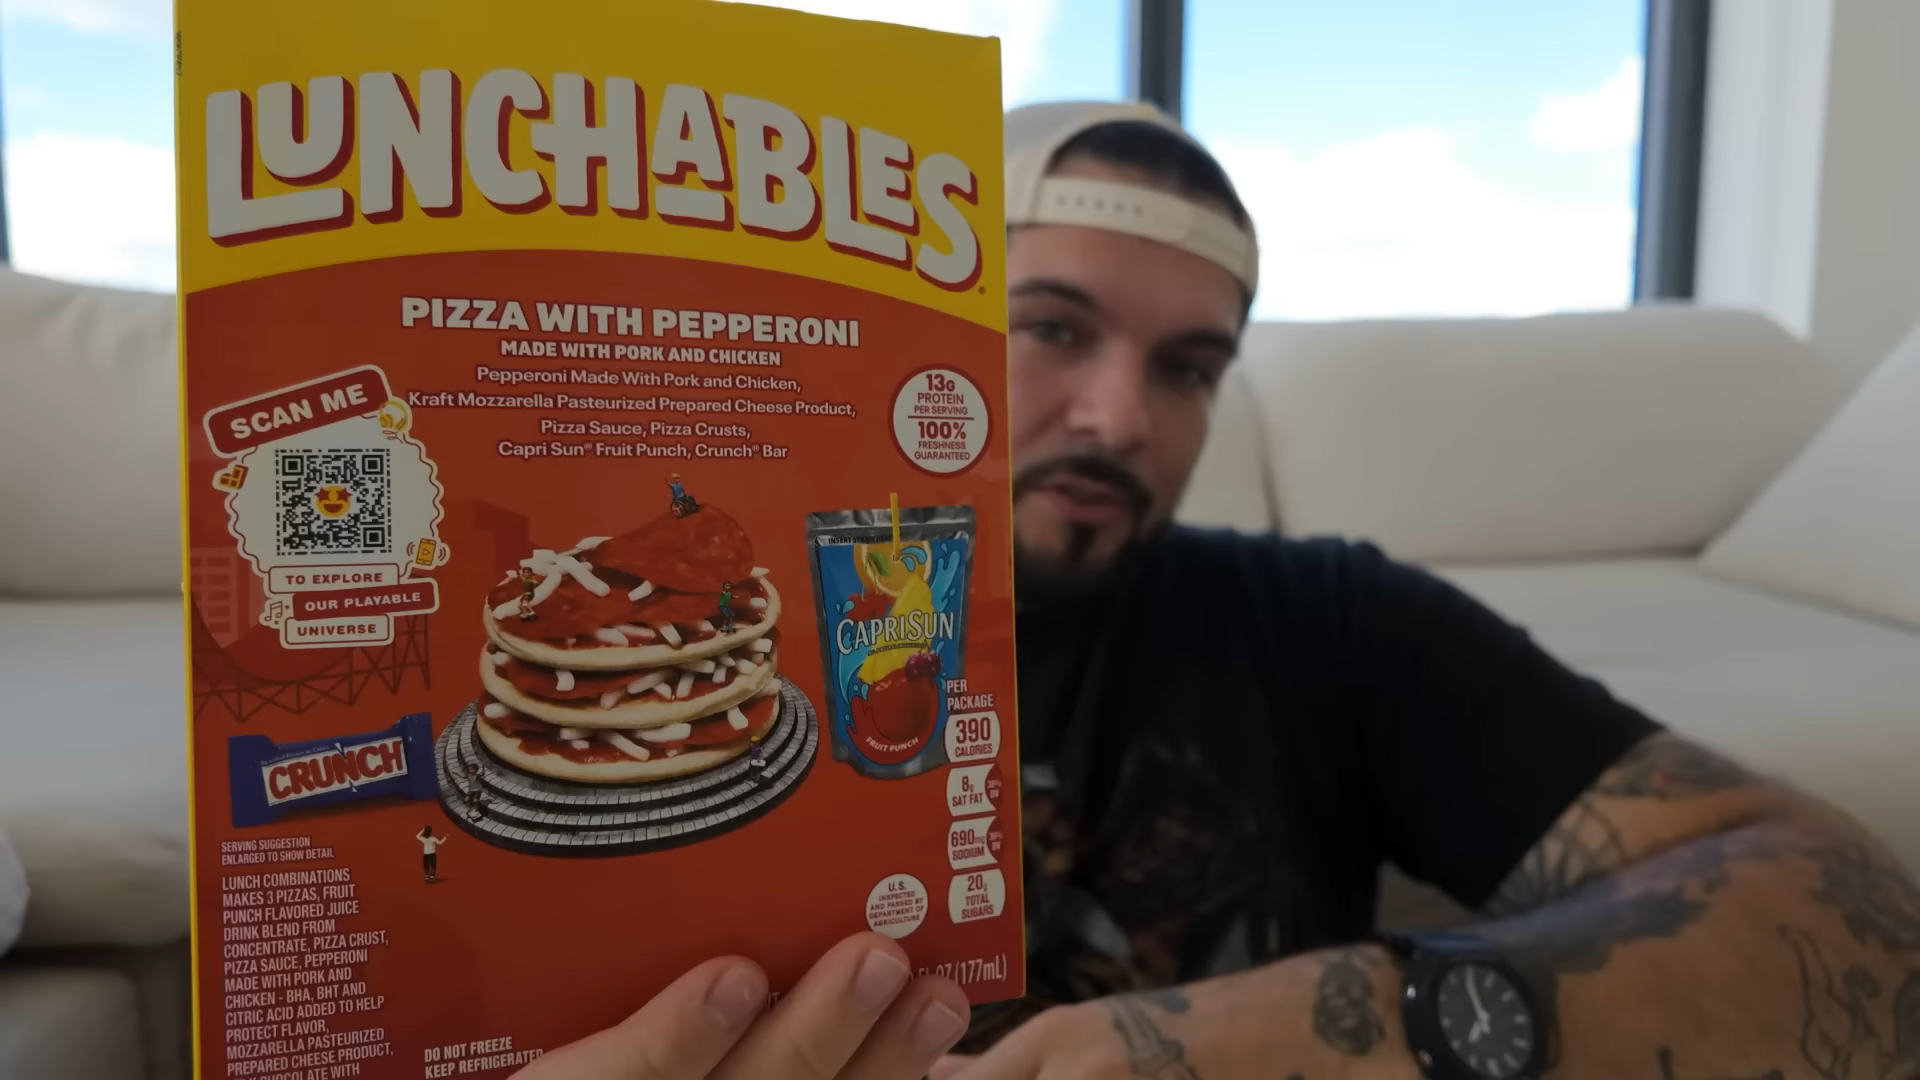 LUNCHABLES
PIZZA WITH PEPPERONI
MADE WITH PORK AND CHICKEN
Pepperoni Made With Pork and Chicken,
Kraft Mozzarella Pasteurized Prepared Cheese Product,
Pizza Sauce, Pizza Crusts,
Capri Sun® Fruit Punch, Crunch® Bar
13G
PROTEIN
PER SERVING
100%
FRESHNESS
GUARANTEED
SCAN ME
TO EXPLORE
OUR PLAYABLE
UNIVERSE
INSERT STRAW HERE
CAPRISUN
FRUIT PUNCH
CRUNCH
PER
PACKAGE
390
CALORIES
8g
SAT FAT
690mg
SODIUM
20g
TOTAL
SUGARS
U.S.
INSPECTED
AND PASSED BY
DEPARTMENT OF
AGRICULTURE
SERVING SUGGESTION
ENLARGED TO SHOW DETAIL
LUNCH COMBINATIONS
MAKES 3 PIZZAS, FRUIT
PUNCH FLAVORED JUICE
DRINK BLEND FROM
CONCENTRATE, PIZZA CRUST,
PIZZA SAUCE, PEPPERONI
MADE WITH PORK AND
CHICKEN - BHA, BHT AND
CITRIC ACID ADDED TO HELP
PROTECT FLAVOR,
MOZZARELLA PASTEURIZED
PREPARED CHEESE PRODUCT,
CHOCOLATE WITH
DO NOT FREEZE
KEEP REFRIGERATED
(177mL)